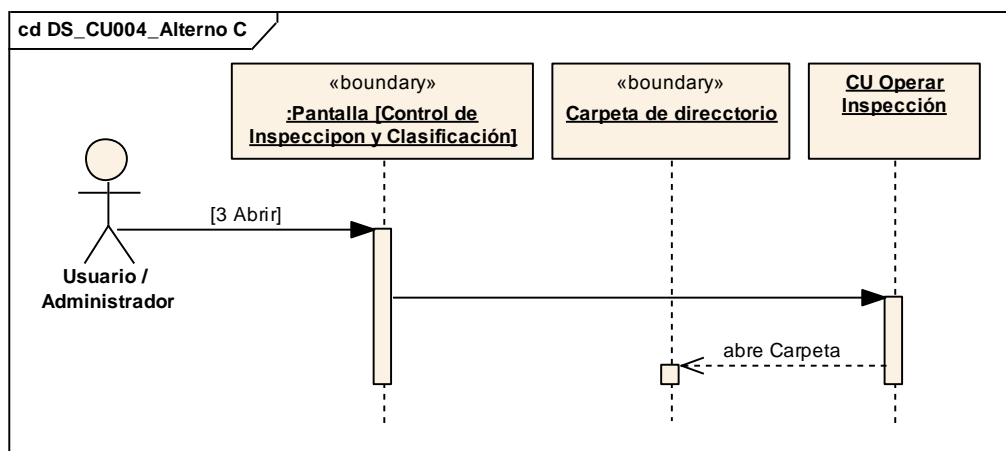 cd DS_CU004_Alterno C
«boundary»
:Pantalla [Control de
Inspeccipon y Clasificación]
«boundary»
Carpeta de direcctorio
CU Operar
Inspección
[3 Abrir]
Usuario /
Administrador
abre Carpeta